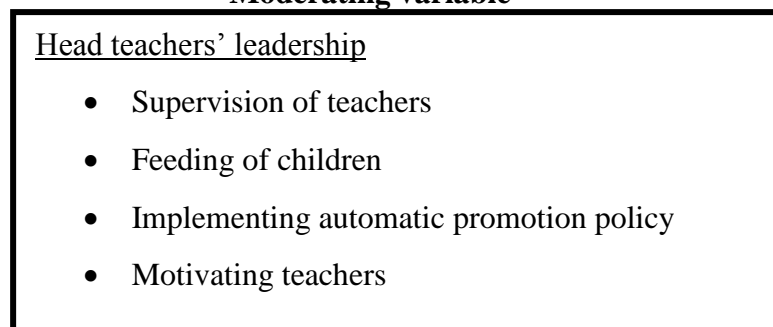 Moderating variable
Head teachers’ leadership
• Supervision of teachers
• Feeding of children
• Implementing automatic promotion policy
• Motivating teachers